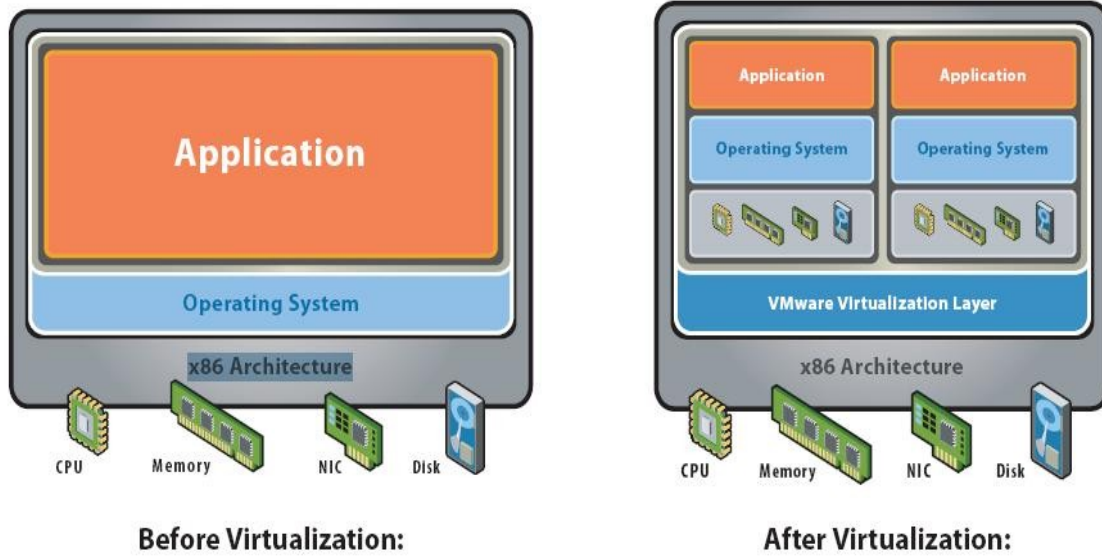 Application
Operating System
x86 Architecture
CPU
Memory
NIC
Disk
Before Virtualization:
Application
Application
Operating System
Operating System
VMware Virtualization Layer
x86 Architecture
CPU
Memory
NIC
Disk
After Virtualization: